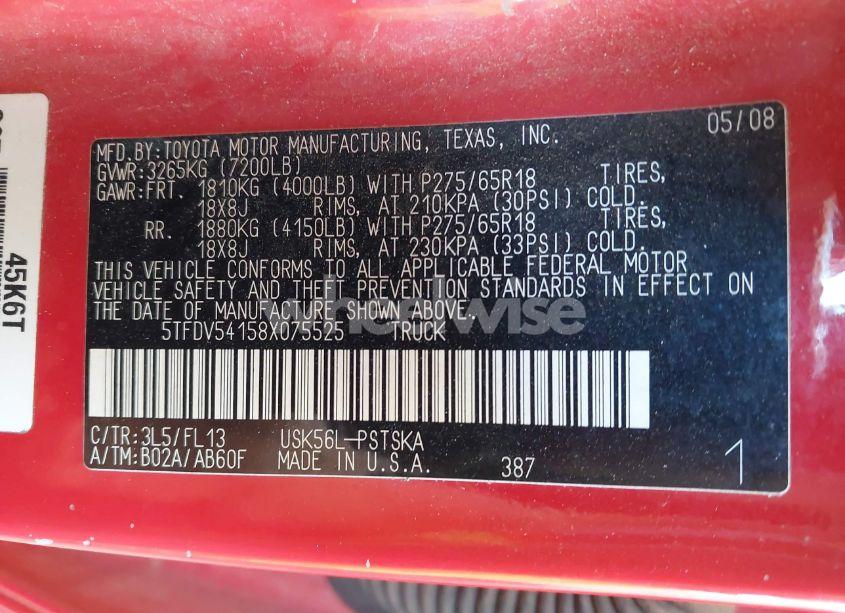 05/08
MFD.BY:TOYOTA MOTOR MANUFACTURING, TEXAS, INC.
GVWR:3265KG (7200LB)
GAWR:FRT. 1810KG (4000LB) WITH P275/65R18 TIRES,
18X8J RIMS, AT 210KPA (30PSI) COLD.
RR. 1880KG (4150LB) WITH P275/65R18 TIRES,
18X8J RIMS, AT 230KPA (33PSI) COLD.
THIS VEHICLE CONFORMS TO ALL APPLICABLE FEDERAL MOTOR
VEHICLE SAFETY AND THEFT PREVENTION STANDARDS IN EFFECT ON
THE DATE OF MANUFACTURE SHOWN ABOVE.
5TFDV54158X075525 TRUCK
C/TR:3L5/FL13 USK56L-PSTSKA
A/TM:B02A/AB60F MADE IN U.S.A. 387 1
45K6T
wheelwise